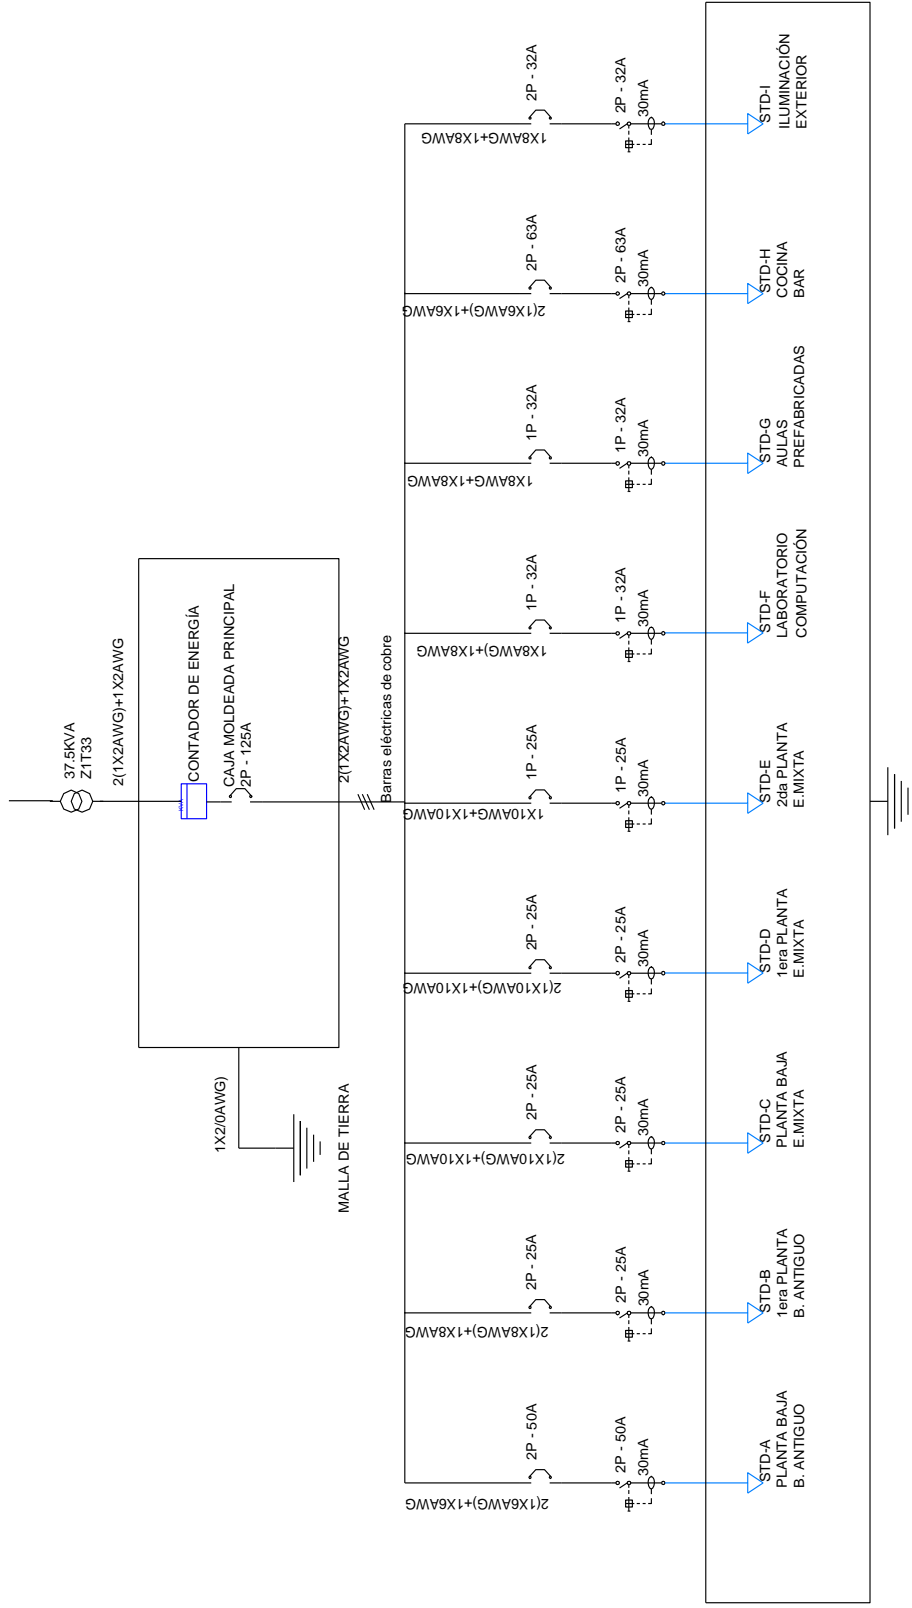 37.5KVA
Z1T33
2(1X2AWG)+1X2AWG
CONTADOR DE ENERGÍA
CAJA MOLDEADA PRINCIPAL
2P - 125A
2(1X2AWG)+1X2AWG
1X2/0AWG)
MALLA DE TIERRA
Barras eléctricas de cobre
2(1X6AWG)+1X6AWG
2P - 50A
2P - 50A
30mA
STD-A
PLANTA BAJA
B. ANTIGUO
2(1X8AWG)+1X8AWG
2P - 25A
2P - 25A
30mA
STD-B
1era PLANTA
B. ANTIGUO
2(1X10AWG)+1X10AWG
2P - 25A
2P - 25A
30mA
STD-C
PLANTA BAJA
E.MIXTA
2(1X10AWG)+1X10AWG
2P - 25A
2P - 25A
30mA
STD-D
1era PLANTA
E.MIXTA
1X10AWG+1X10AWG
1P - 25A
1P - 25A
30mA
STD-E
2da PLANTA
E.MIXTA
1X8AWG)+1X8AWG
1P - 32A
1P - 32A
30mA
STD-F
LABORATORIO
COMPUTACIÓN
1X8AWG+1X8AWG
1P - 32A
1P - 32A
30mA
STD-G
AULAS
PREFABRICADAS
2(1X6AWG)+1X6AWG
2P - 63A
2P - 63A
30mA
STD-H
COCINA
BAR
1X8AWG+1X8AWG
2P - 32A
2P - 32A
30mA
STD-I
ILUMINACIÓN
EXTERIOR